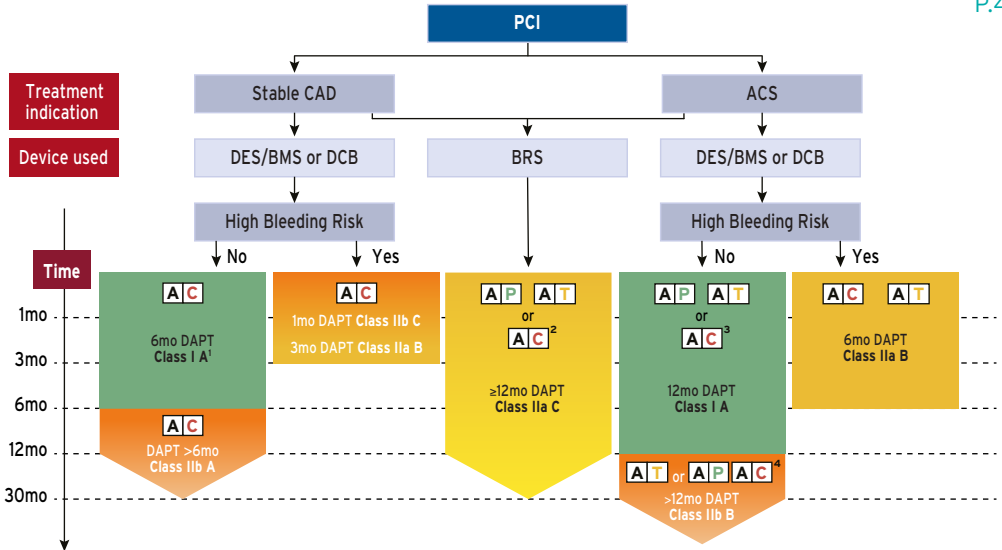 P.
PCI
Treatment
indication
Stable CAD
ACS
Device used
DES/BMS or DCB
BRS
DES/BMS or DCB
High Bleeding Risk
High Bleeding Risk
No
Yes
No
Yes
Time
A C
A C
A P A T
or
A C²
A P A T
or
A C³
A C A T
1mo
3mo
6mo
12mo
30mo
6mo DAPT
Class I A¹
1mo DAPT Class IIb C
3mo DAPT Class IIa B
≥12mo DAPT
Class IIa C
12mo DAPT
Class I A
6mo DAPT
Class IIa B
A C
DAPT >6mo
Class IIb A
A T or A P A C⁴
>12mo DAPT
Class IIb B